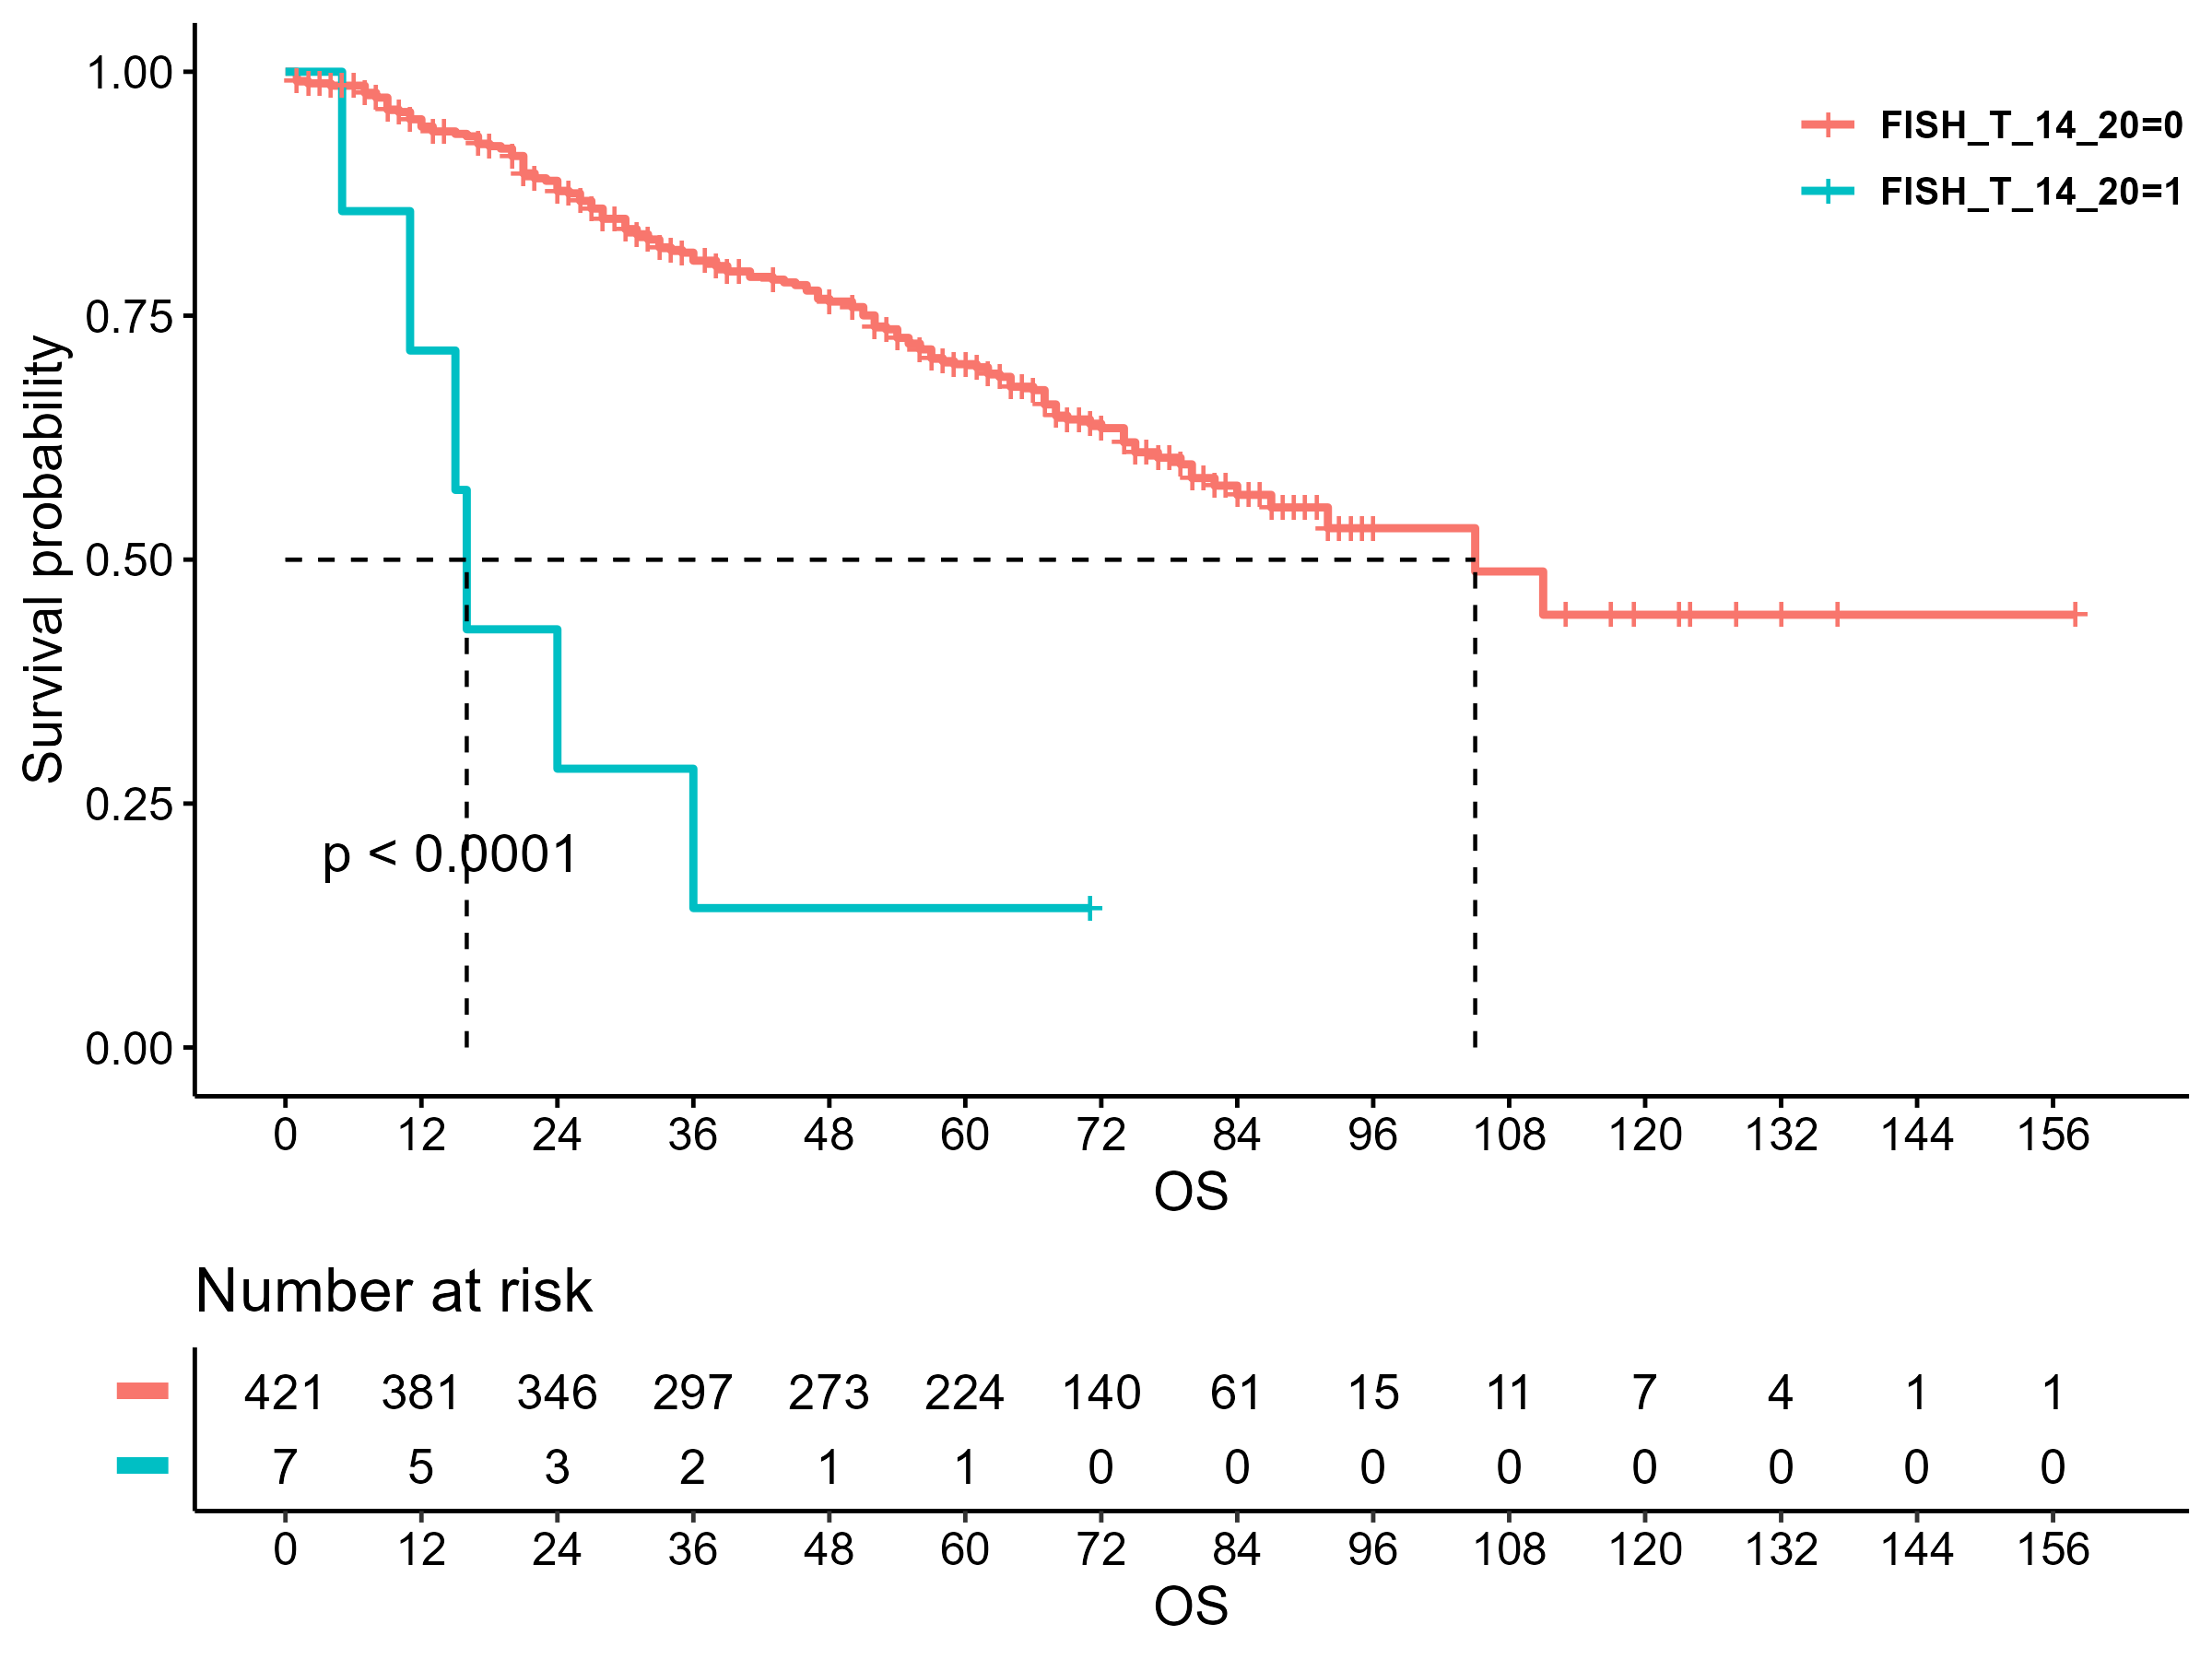 1.00
0.75
0.50
0.25
0.00
Survival probability
FISH_T_14_20=0
FISH_T_14_20=1
p < 0.0001
0 12 24 36 48 60 72 84 96 108 120 132 144 156
OS
Number at risk
421 381 346 297 273 224 140 61 15 11 7 4 1 1
7 5 3 2 1 1 0 0 0 0 0 0 0 0
0 12 24 36 48 60 72 84 96 108 120 132 144 156
OS